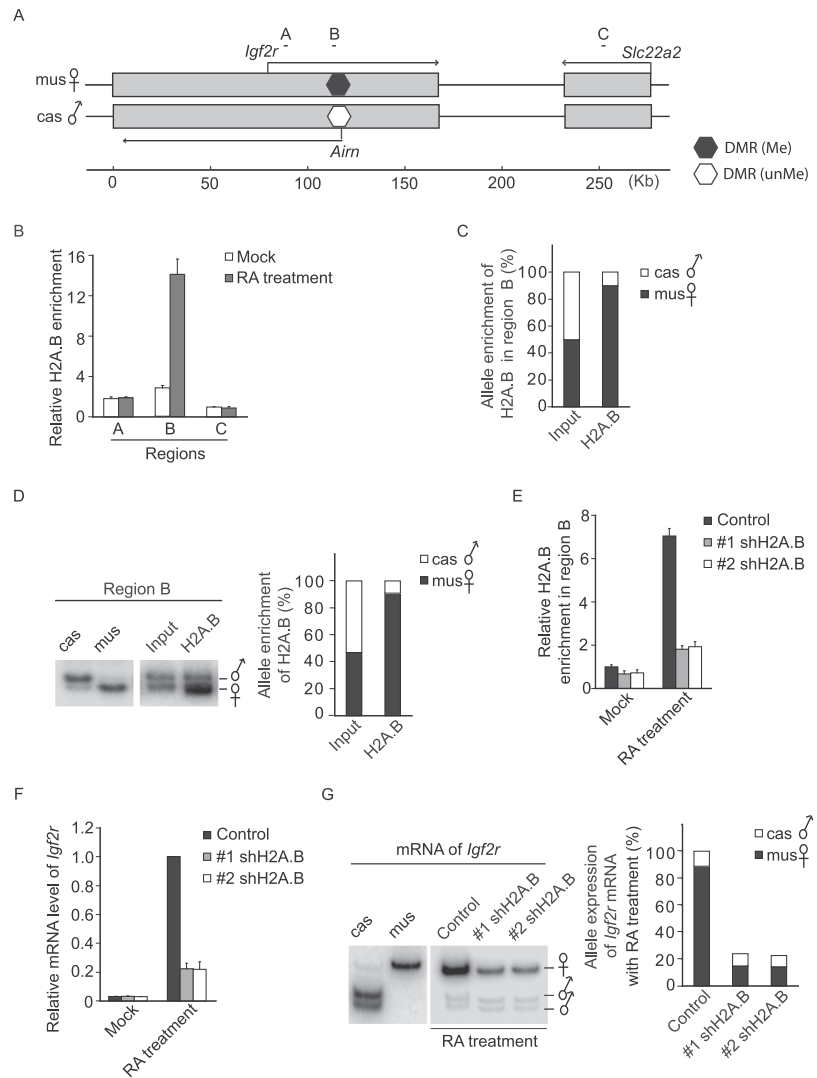 A
A
B
C
Igf2r
Slc22a2
mus♀
cas ♂
Airn
DMR (Me)
DMR (unMe)
0 50 100 150 200 250 (Kb)
B
Relative H2A.B enrichment
16
12
8
4
0
Mock
RA treatment
A B C
Regions
C
Allele enrichment of
H2A.B in region B (%)
100
80
60
40
20
0
cas ♂
mus♀
Input
H2A.B
D
Region B
cas
mus
Input
H2A.B
♂
♀
Allele enrichment
of H2A.B (%)
100
80
60
40
20
0
cas ♂
mus♀
Input
H2A.B
E
Relative H2A.B
enrichment in region B
8
6
4
2
0
Control
#1 shH2A.B
#2 shH2A.B
Mock
RA treatment
F
Relative mRNA level of Igf2r
1.2
1.0
0.8
0.6
0.4
0.2
0
Control
#1 shH2A.B
#2 shH2A.B
Mock
RA treatment
G
mRNA of Igf2r
cas
mus
Control
#1 shH2A.B
#2 shH2A.B
♀
♂
♂
RA treatment
Allele expression
of Igf2r mRNA
with RA treatment (%)
100
80
60
40
20
0
cas ♂
mus♀
Control
#1 shH2A.B
#2 shH2A.B